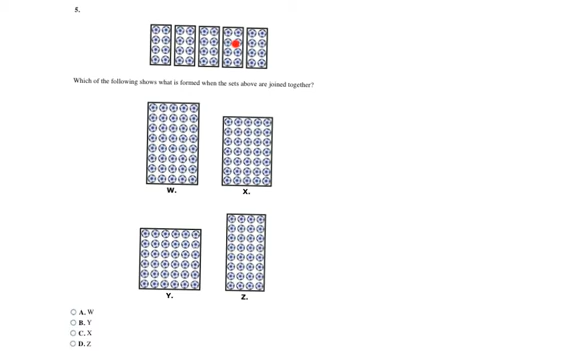 5.
Which of the following shows what is formed when the sets above are joined together?
W.
X.
Y.
Z.
A. W
B. Y
C. X
D. Z